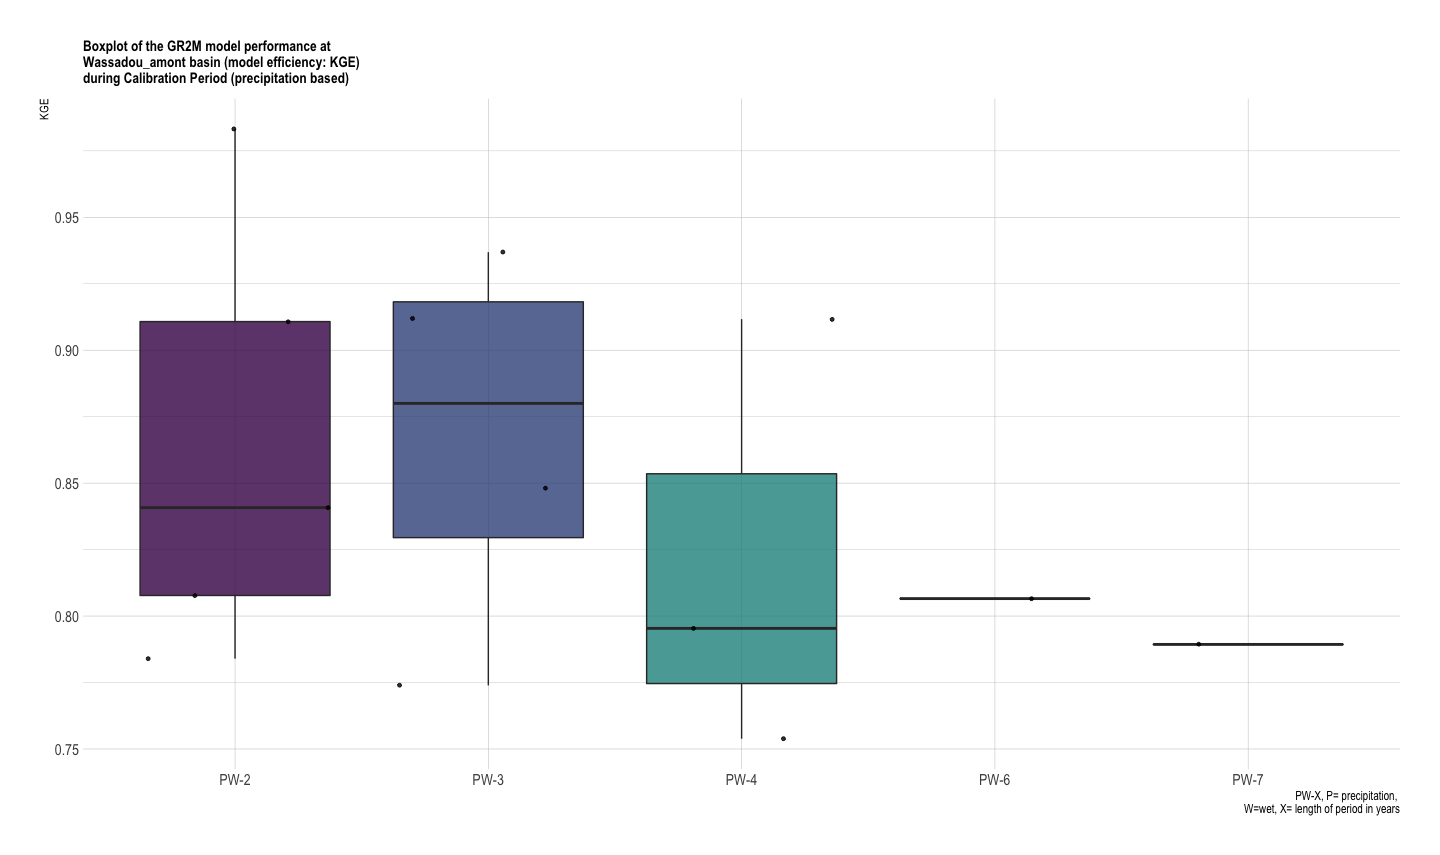 Boxplot of the GR2M model performance at
Wassadou_amont basin (model efficiency: KGE)
during Calibration Period (precipitation based)
KGE
0.95
0.90
0.85
0.80
0.75
PW-2 PW-3 PW-4 PW-6 PW-7
PW-X, P= precipitation,
W=wet, X= length of period in years